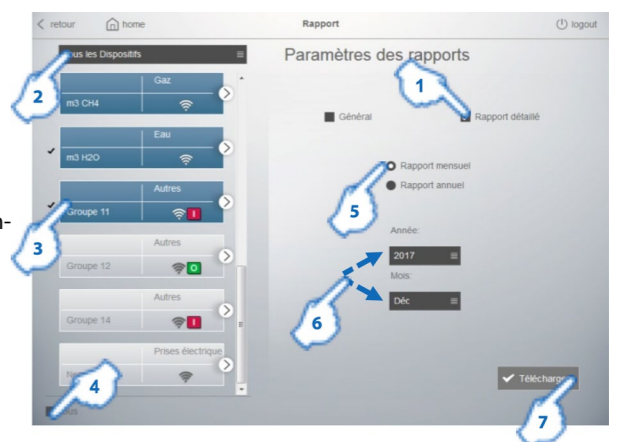 retour home Rapport logout
Tous les Dispositifs
Paramètres des rapports
1
2
Gaz
m3 CH4
Général Rapport détaillé
Eau
m3 H2O
Rapport mensuel
Rapport annuel
5
Autres
Groupe 11 I
n-
3
Année:
2017
Mois:
Déc
6
Autres
Groupe 12 O
Autres
Groupe 14 I
Prises électrique
4
Télécharger
7